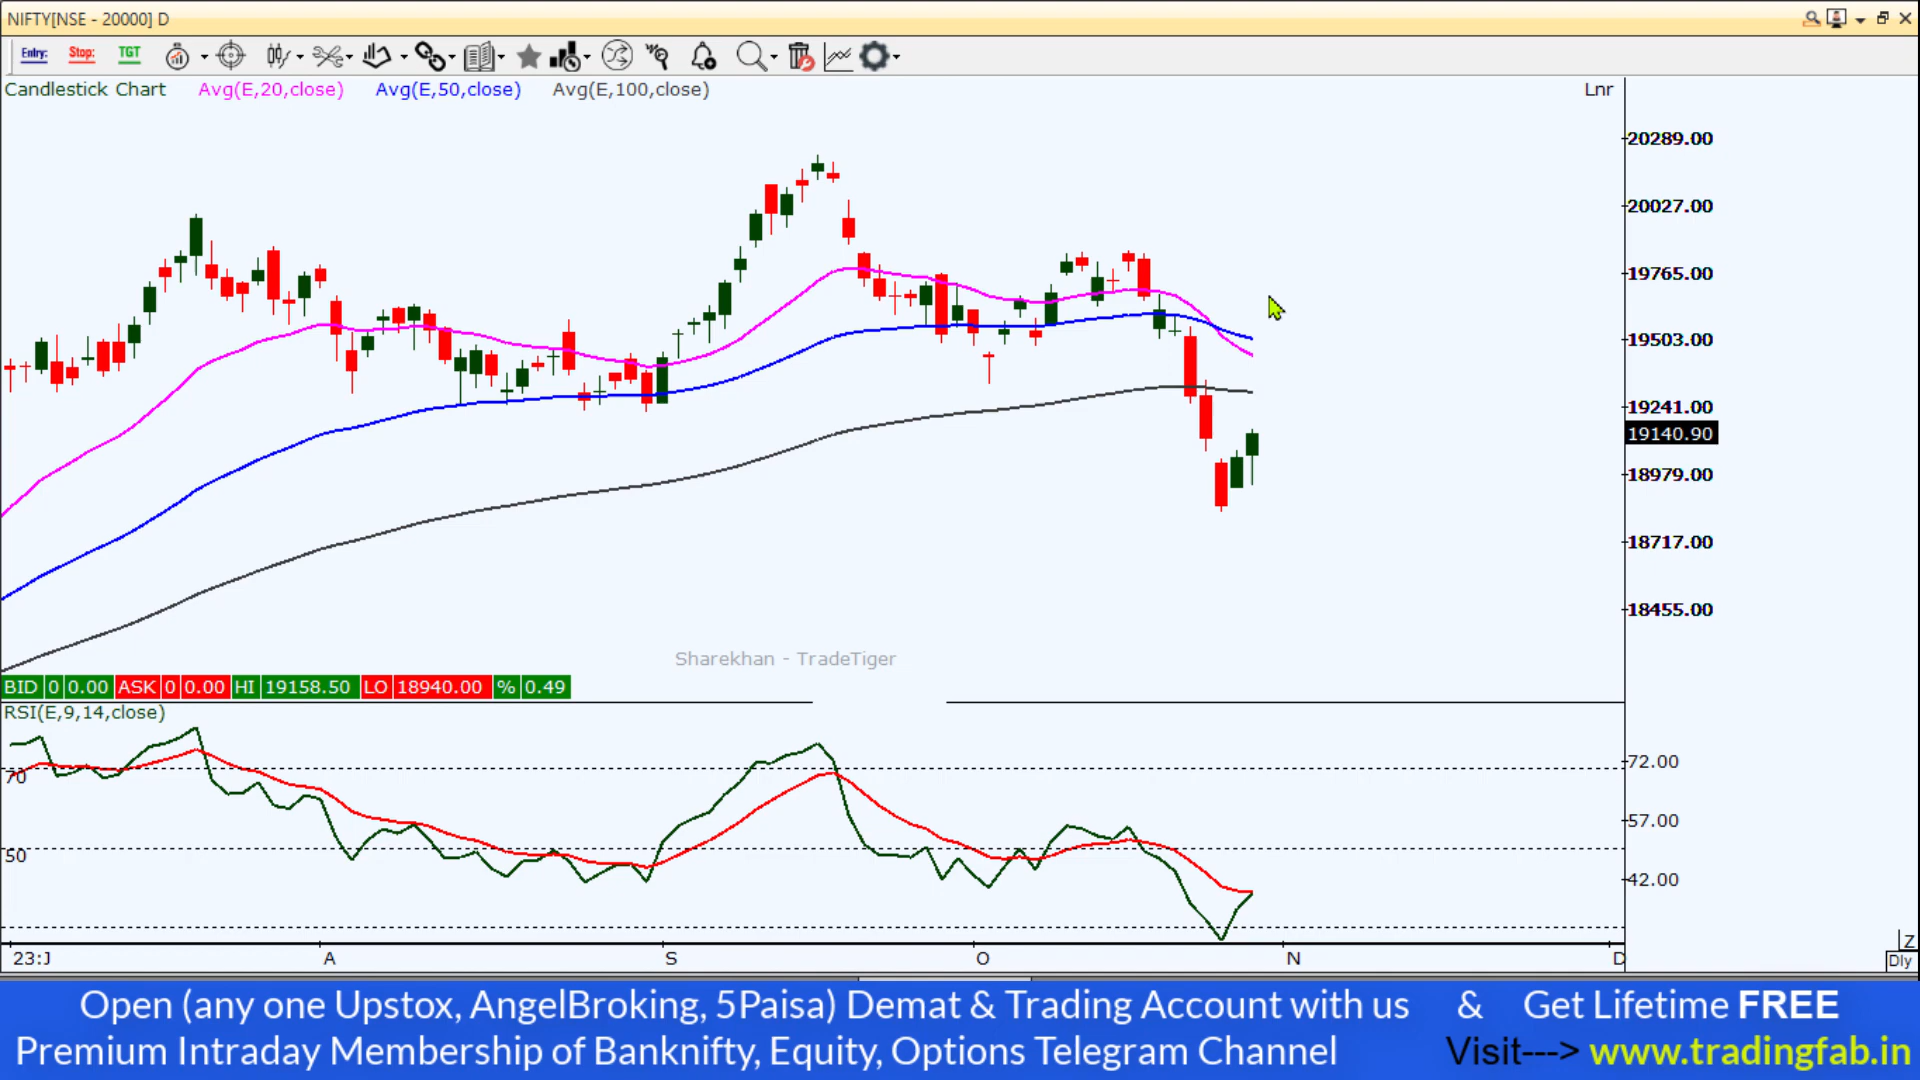 NIFTY[NSE - 20000] D
Entry: Stop: TGT
Candlestick Chart Avg(E,20,close) Avg(E,50,close) Avg(E,100,close) Lnr
20289.00
20027.00
19765.00
19503.00
19241.00
19140.90
18979.00
18717.00
18455.00
Sharekhan - TradeTiger
BID 0 0.00 ASK 0 0.00 HI 19158.50 LO 18940.00 % 0.49
RSI(E,9,14,close)
72.00
70
57.00
50
42.00
Z
23:J A S O N D Dly
Open (any one Upstox, AngelBroking, 5Paisa) Demat & Trading Account with us & Get Lifetime FREE
Premium Intraday Membership of Banknifty, Equity, Options Telegram Channel Visit---> www.tradingfab.in